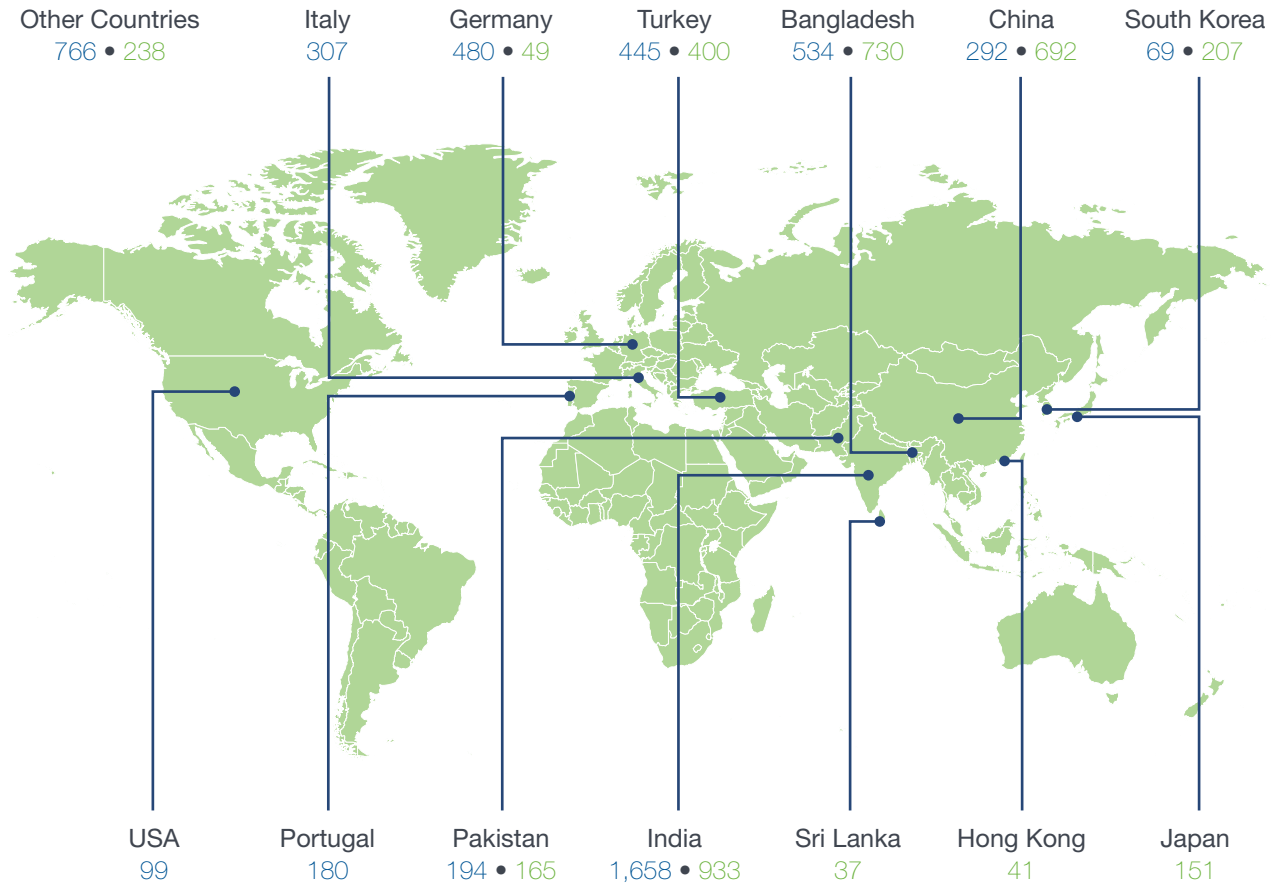 Other Countries
766 • 238
Italy
307
Germany
480 • 49
Turkey
445 • 400
Bangladesh
534 • 730
China
292 • 692
South Korea
69 • 207
USA
99
Portugal
180
Pakistan
194 • 165
India
1,658 • 933
Sri Lanka
37
Hong Kong
41
Japan
151